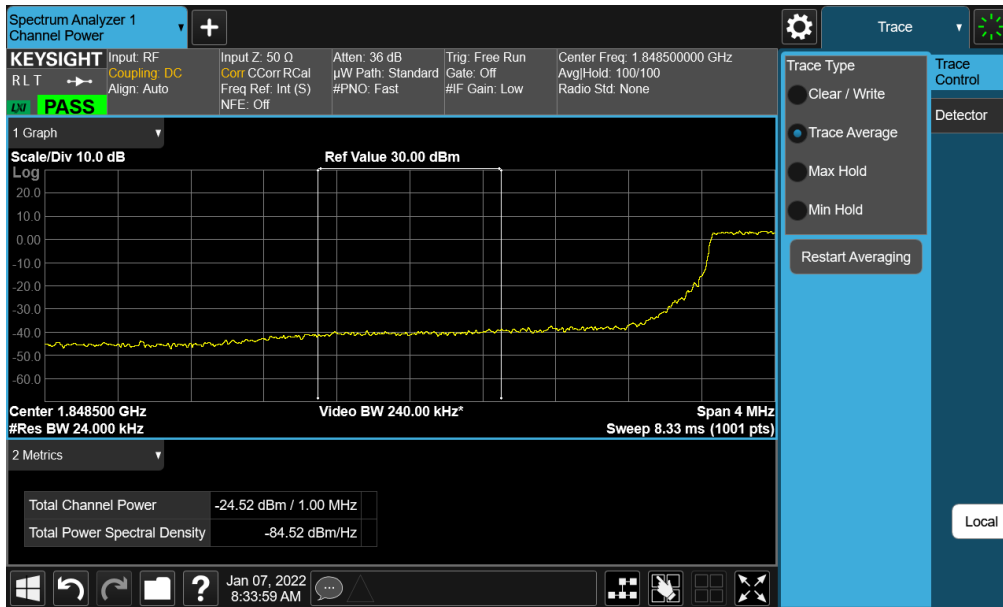 Spectrum Analyzer 1
Channel Power
+
Trace
KEYSIGHT
R L T
LXI
PASS
Input: RF
Coupling: DC
Align: Auto
Input Z: 50 Ω
Corr CCorr RCal
Freq Ref: Int (S)
NFE: Off
Atten: 36 dB
µW Path: Standard
#PNO: Fast
Trig: Free Run
Gate: Off
#IF Gain: Low
Center Freq: 1.848500000 GHz
Avg|Hold: 100/100
Radio Std: None
1 Graph
Scale/Div 10.0 dB
Ref Value 30.00 dBm
Log
20.0
10.0
0.00
-10.0
-20.0
-30.0
-40.0
-50.0
-60.0
Center 1.848500 GHz
#Res BW 24.000 kHz
Video BW 240.00 kHz*
Span 4 MHz
Sweep 8.33 ms (1001 pts)
2 Metrics
Total Channel Power -24.52 dBm / 1.00 MHz
Total Power Spectral Density -84.52 dBm/Hz
?
Jan 07, 2022
8:33:59 AM
Trace Type
Clear / Write
Trace Average
Max Hold
Min Hold
Restart Averaging
Trace
Control
Detector
Local